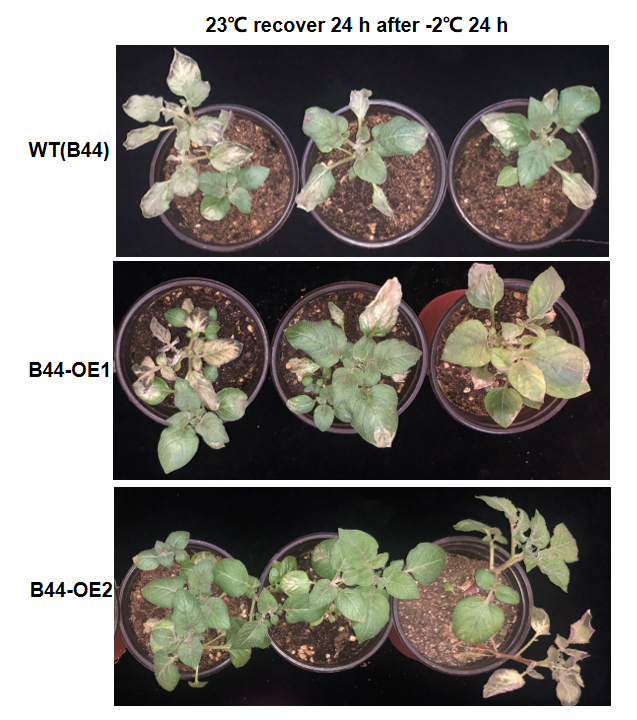 23℃ recover 24 h after -2℃ 24 h
WT(B44)
B44-OE1
B44-OE2